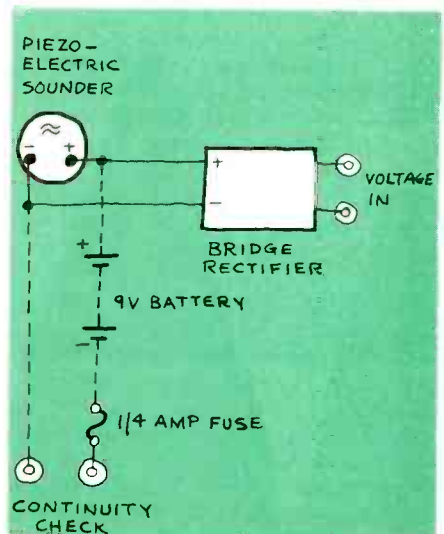 PIEZO-
ELECTRIC
SOUNDER
≈
- +
+
-
VOLTAGE
IN
BRIDGE
RECTIFIER
+
9V BATTERY
-
1/4 AMP FUSE
CONTINUITY
CHECK